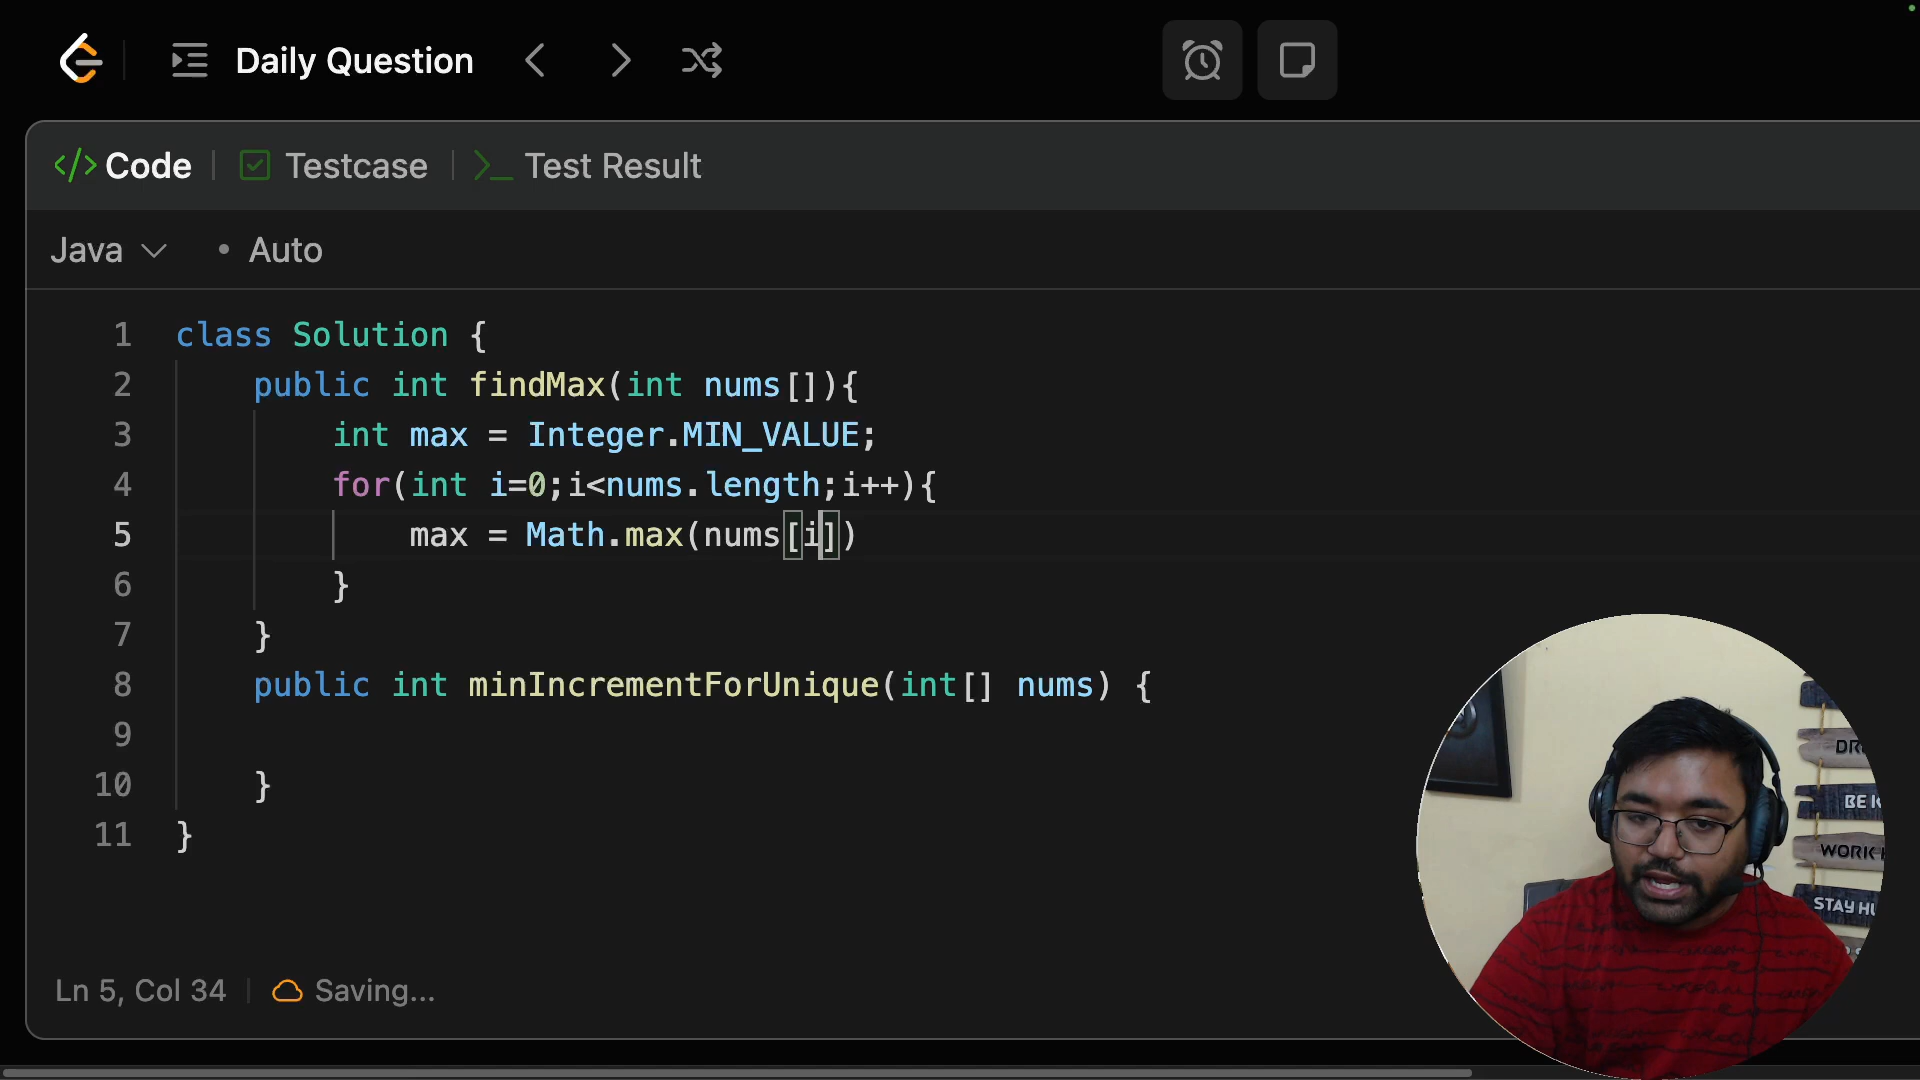 Daily Question
Code
Testcase
Test Result
Java
Auto
1 class Solution {
2 public int findMax(int nums[]){
3 int max = Integer.MIN_VALUE;
4 for(int i=0;i<nums.length;i++){
5 max = Math.max(nums[i])
6 }
7 }
8 public int minIncrementForUnique(int[] nums) {
9
10 }
11 }
Ln 5, Col 34
Saving...
BE
WORK
STAY